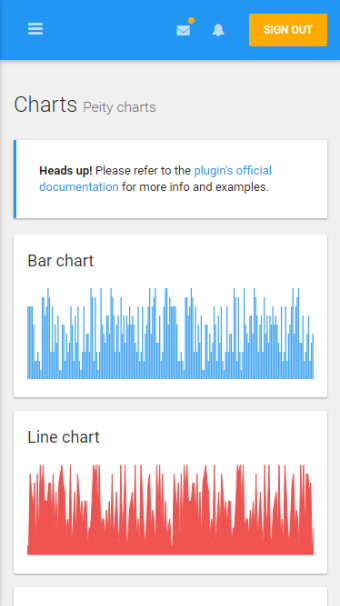 SIGN OUT
Charts Peity charts
Heads up! Please refer to the plugin's official
documentation for more info and examples.
Bar chart
Line chart